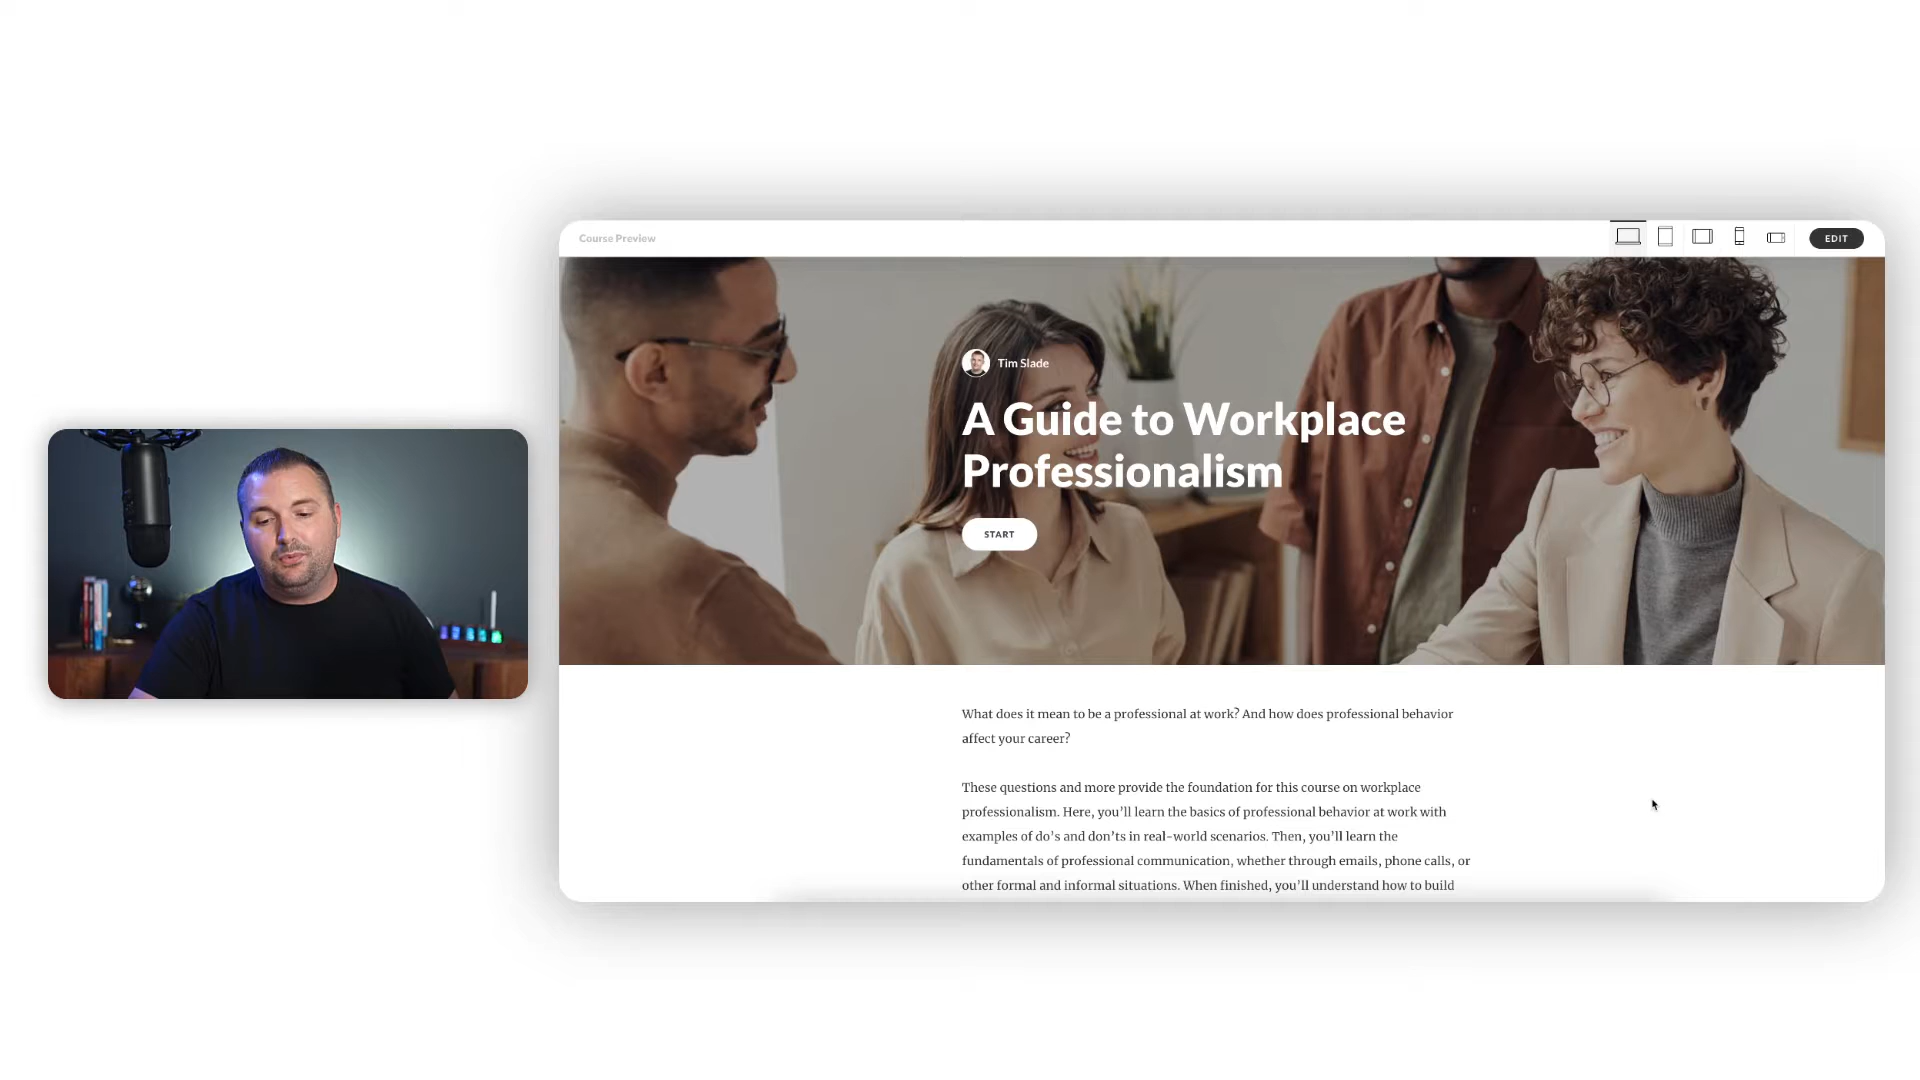 Course Preview
EDIT
Tim Slade
A Guide to Workplace
Professionalism
START
What does it mean to be a professional at work? And how does professional behavior
affect your career?
These questions and more provide the foundation for this course on workplace
professionalism. Here, you’ll learn the basics of professional behavior at work with
examples of do’s and don’ts in real-world scenarios. Then, you’ll learn the
fundamentals of professional communication, whether through emails, phone calls, or
other formal and informal situations. When finished, you’ll understand how to build